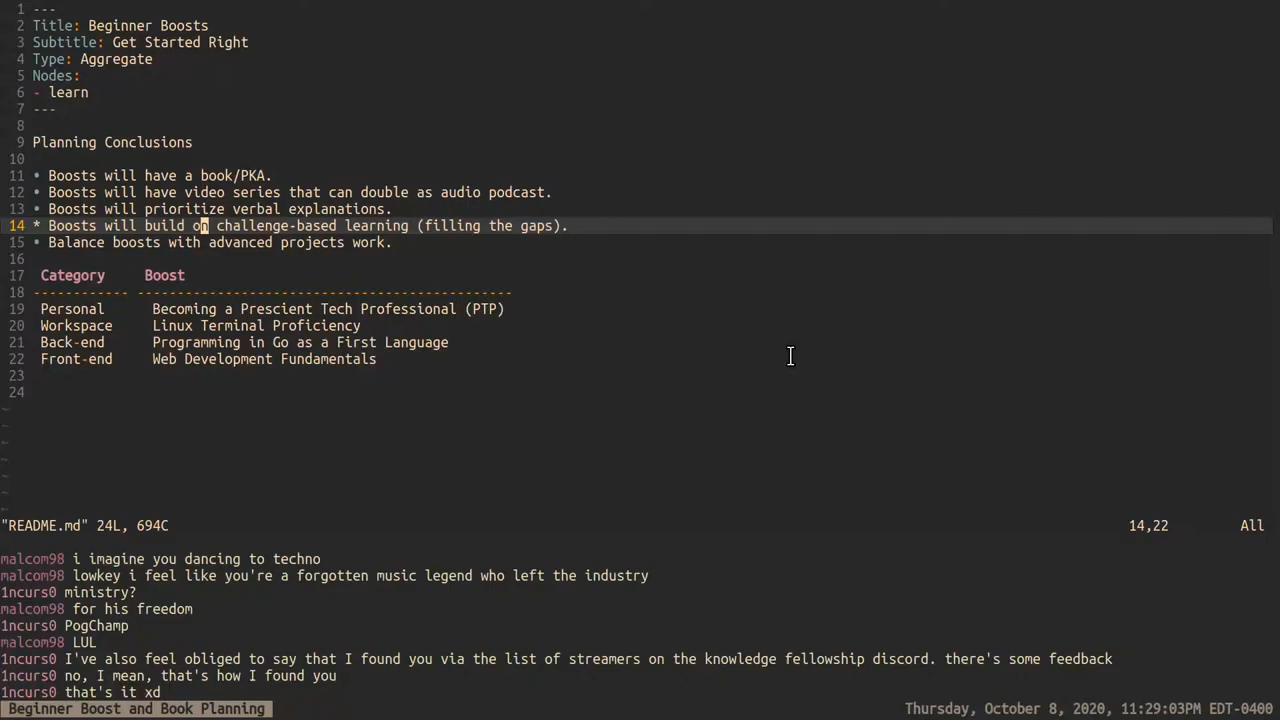 1 ---
2 Title: Beginner Boosts
3 Subtitle: Get Started Right
4 Type: Aggregate
5 Nodes:
6 - learn
7 ---
8
9 Planning Conclusions
10
11 • Boosts will have a book/PKA.
12 • Boosts will have video series that can double as audio podcast.
13 • Boosts will prioritize verbal explanations.
14 * Boosts will build on challenge-based learning (filling the gaps).
15 • Balance boosts with advanced projects work.
16
17 Category Boost
18 ----------- -----------------------------------------------
19 Personal Becoming a Prescient Tech Professional (PTP)
20 Workspace Linux Terminal Proficiency
21 Back-end Programming in Go as a First Language
22 Front-end Web Development Fundamentals
23
24
~
~
~
~
~
~
~
"README.md" 24L, 694C 14,22 All
malcom98 i imagine you dancing to techno
malcom98 lowkey i feel like you're a forgotten music legend who left the industry
1ncurs0 ministry?
malcom98 for his freedom
1ncurs0 PogChamp
malcom98 LUL
1ncurs0 I've also feel obliged to say that I found you via the list of streamers on the knowledge fellowship discord. there's some feedback
1ncurs0 no, I mean, that's how I found you
1ncurs0 that's it xd
Beginner Boost and Book Planning Thursday, October 8, 2020, 11:29:03PM EDT-0400